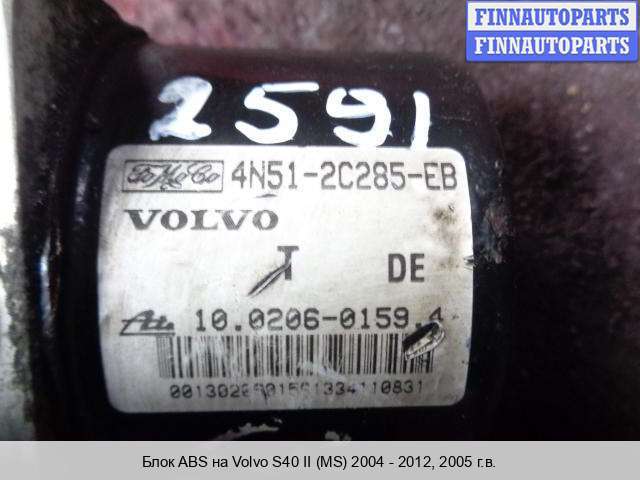 FINNAUTOPARTS
FINNAUTOPARTS
2591
FoMoCo 4N51-2C285-EB
VOLVO
T DE
Ate 10.0206-0159.4
Блок ABS на Volvo S40 II (MS) 2004 - 2012, 2005 г.в.